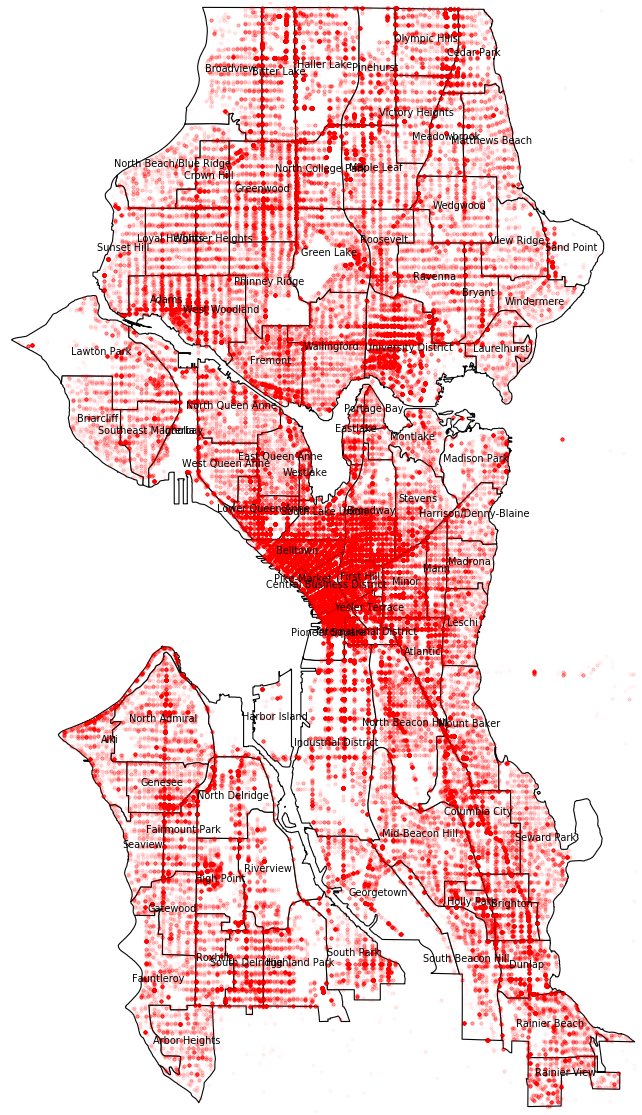 Olympic Hills
Cedar Park
Haller Lake
Pinehurst
Broadview
Bitter Lake
Victory Heights
Meadowbrook
Matthews Beach
North Beach/Blue Ridge
North College Park
Maple Leaf
Crown Hill
Greenwood
Wedgwood
Loyal Heights
Whittier Heights
Roosevelt
View Ridge
Sunset Hill
Sand Point
Green Lake
Ravenna
Phinney Ridge
Bryant
Adams
West Woodland
Windermere
Wallingford
University District
Laurelhurst
Lawton Park
Fremont
North Queen Anne
Portage Bay
Briarcliff
Southeast Magnolia
Interbay
Eastlake
Montlake
East Queen Anne
West Queen Anne
Madison Park
Westlake
Stevens
Lower Queen Anne
South Lake Union
Broadway
Harrison/Denny-Blaine
Belltown
Madrona
Mann
Pike-Market
First Hill
Minor
Central Business District
Yesler Terrace
Leschi
Pioneer Square
International District
Atlantic
North Admiral
Harbor Island
North Beacon Hill
Mount Baker
Alki
Industrial District
Genesee
North Delridge
Columbia City
Fairmount Park
Mid-Beacon Hill
Seward Park
Seaview
Riverview
High Point
Georgetown
Gatewood
Holly Park
Brighton
South Park
Roxhill
South Delridge
Highland Park
South Beacon Hill
Dunlap
Fauntleroy
Rainier Beach
Arbor Heights
Rainier View